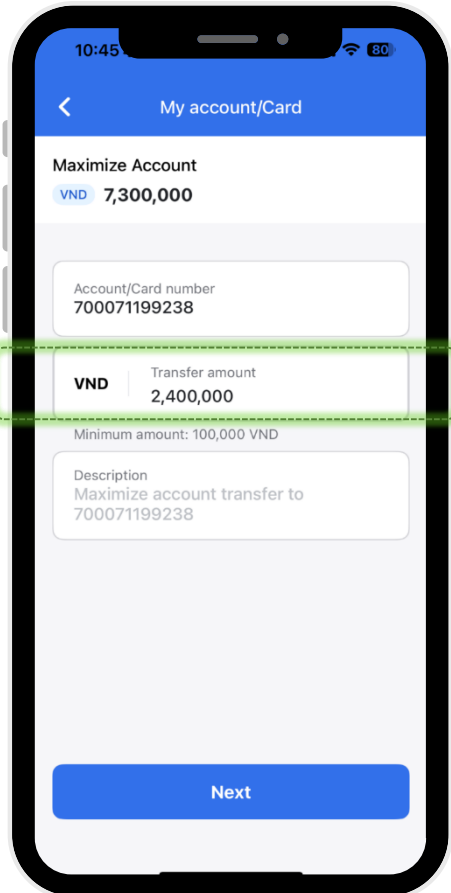 10:45
80
My account/Card
Maximize Account
VND 7,300,000
Account/Card number
700071199238
VND
Transfer amount
2,400,000
Minimum amount: 100,000 VND
Description
Maximize account transfer to
700071199238
Next